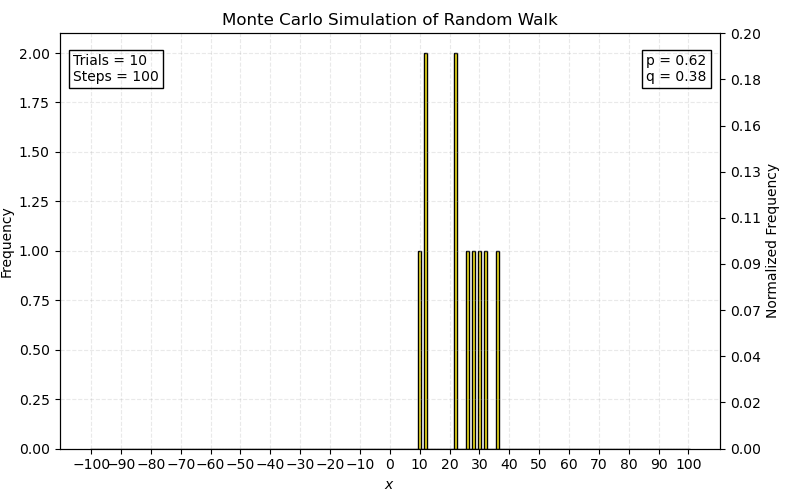 Monte Carlo Simulation of Random Walk
Trials = 10
Steps = 100
p = 0.62
q = 0.38
Frequency
2.00
1.75
1.50
1.25
1.00
0.75
0.50
0.25
0.00
0.20
0.18
0.16
0.13
0.11
0.09
0.07
0.04
0.02
0.00
Normalized Frequency
−100 −90 −80 −70 −60 −50 −40 −30 −20 −10 0 10 20 30 40 50 60 70 80 90 100
x